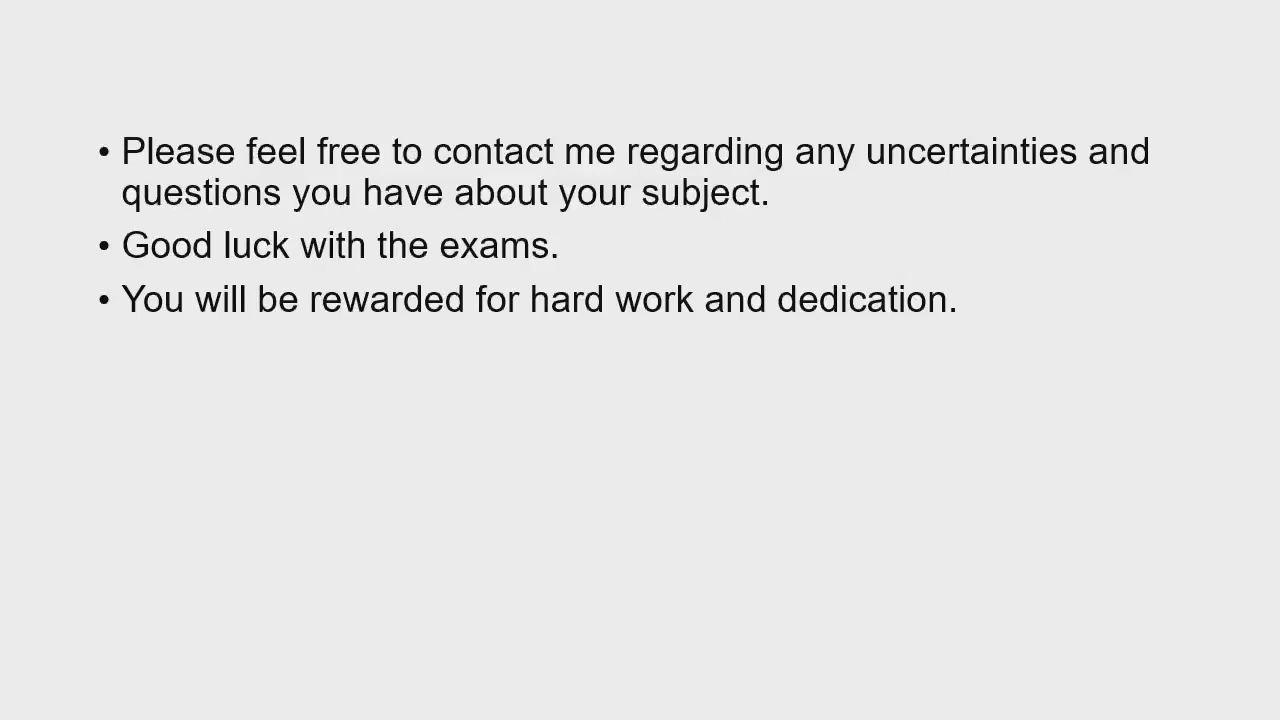 • Please feel free to contact me regarding any uncertainties and
questions you have about your subject.
• Good luck with the exams.
• You will be rewarded for hard work and dedication.